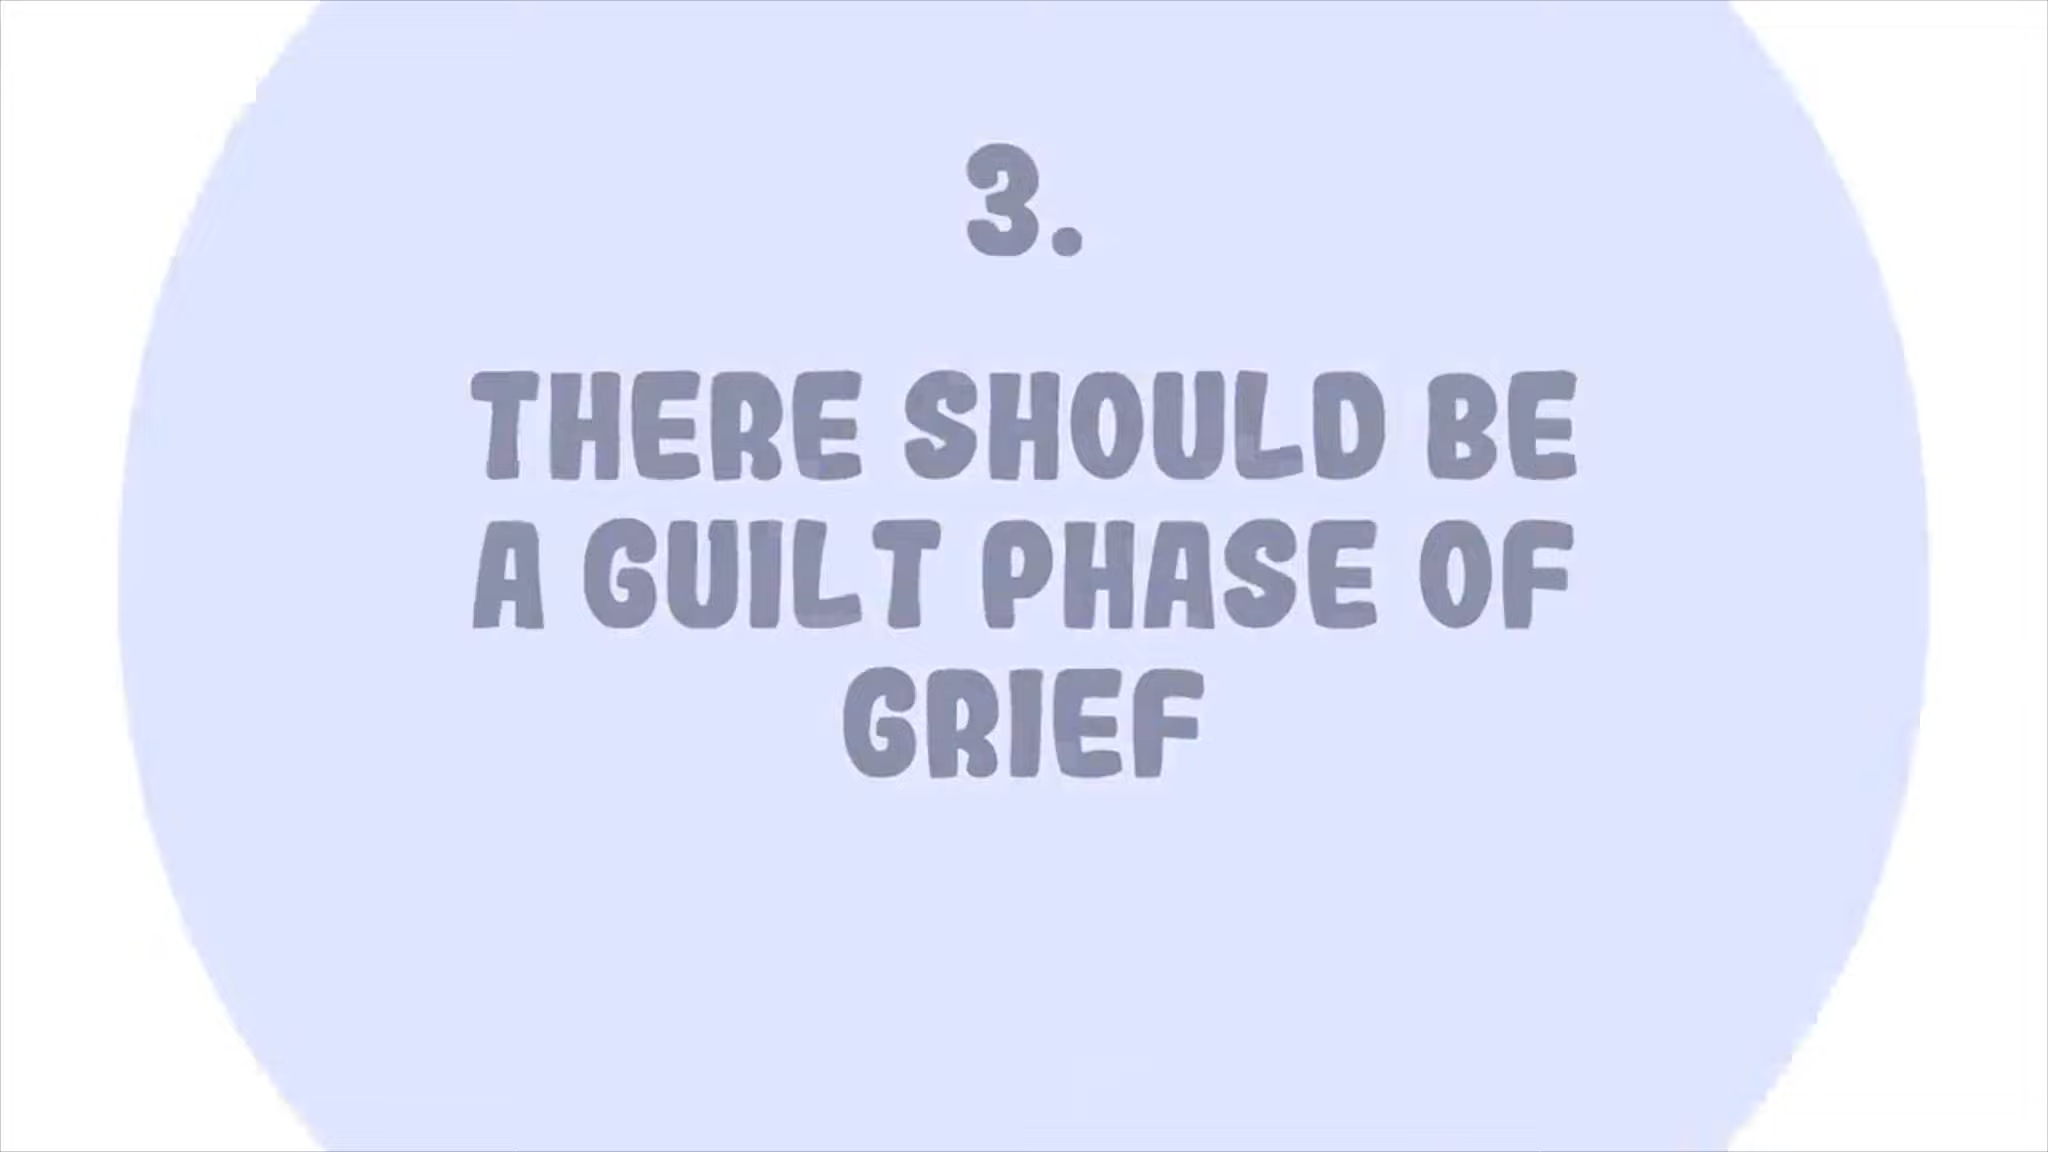 3.
THERE SHOULD BE
A GUILT PHASE OF
GRIEF